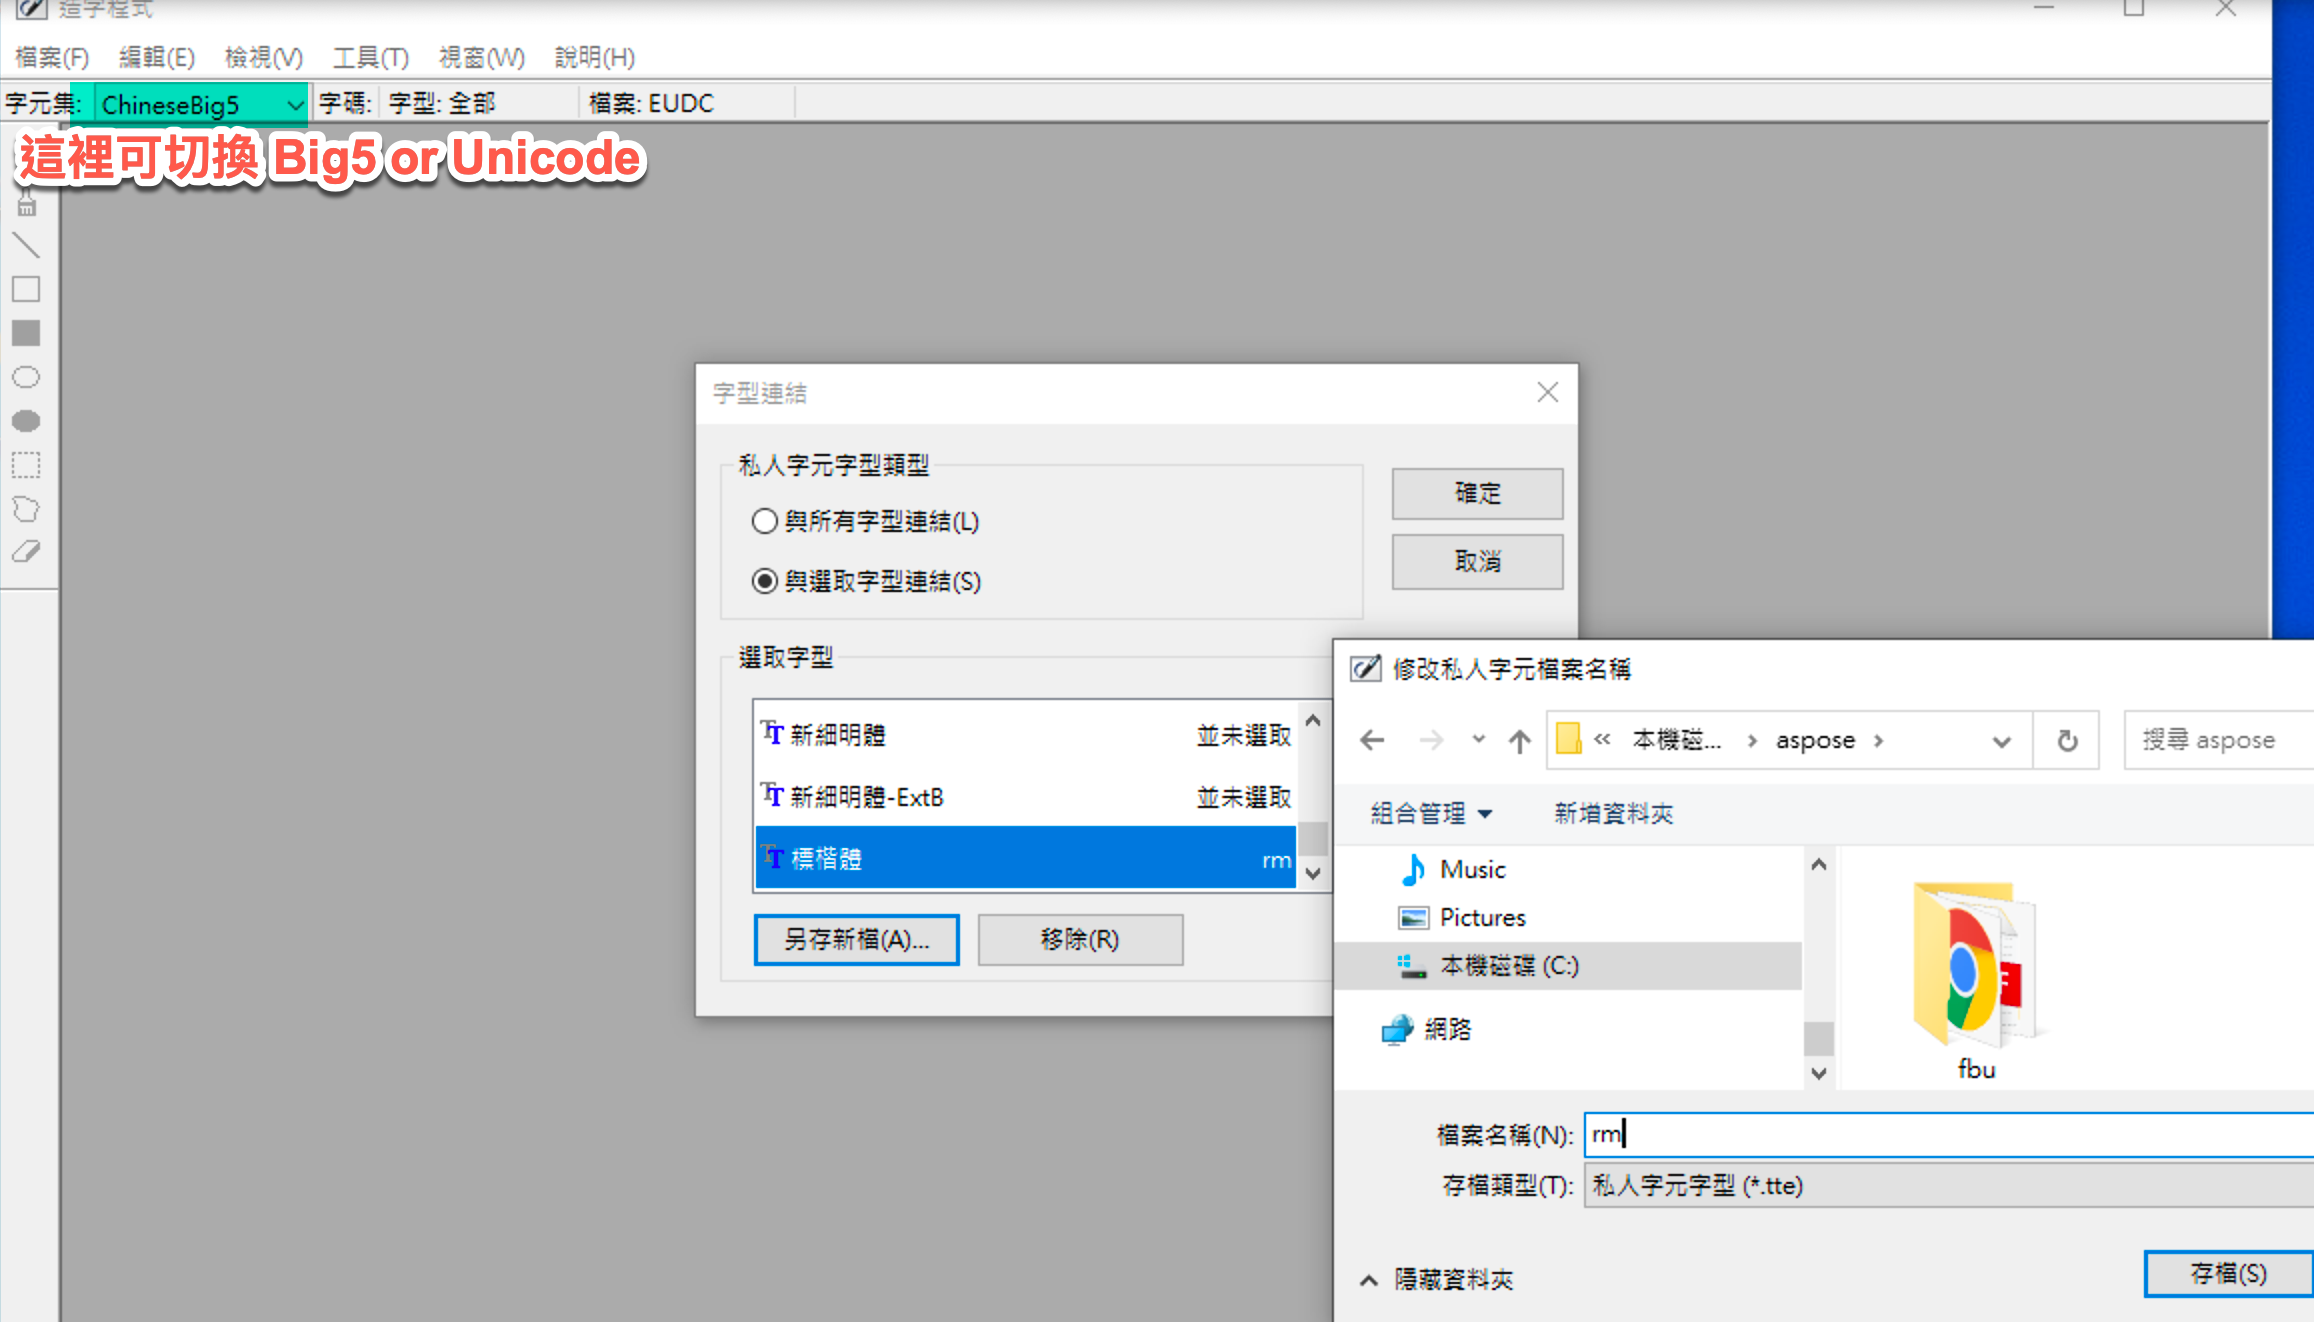 造字程式
檔案(F) 編輯(E) 檢視(V) 工具(T) 視窗(W) 說明(H)
字元集: ChineseBig5 字碼: 字型: 全部 檔案: EUDC
這裡可切換 Big5 or Unicode
字型連結
私人字元字型類型
與所有字型連結(L)
與選取字型連結(S)
確定
取消
選取字型
新細明體 並未選取
新細明體-ExtB 並未選取
標楷體 rm
另存新檔(A)... 移除(R)
修改私人字元檔案名稱
« 本機磁... › aspose ›
搜尋 aspose
組合管理 新增資料夾
Music
Pictures
本機磁碟 (C:)
網路
fbu
檔案名稱(N): rm
存檔類型(T): 私人字元字型 (*.tte)
隱藏資料夾
存檔(S)